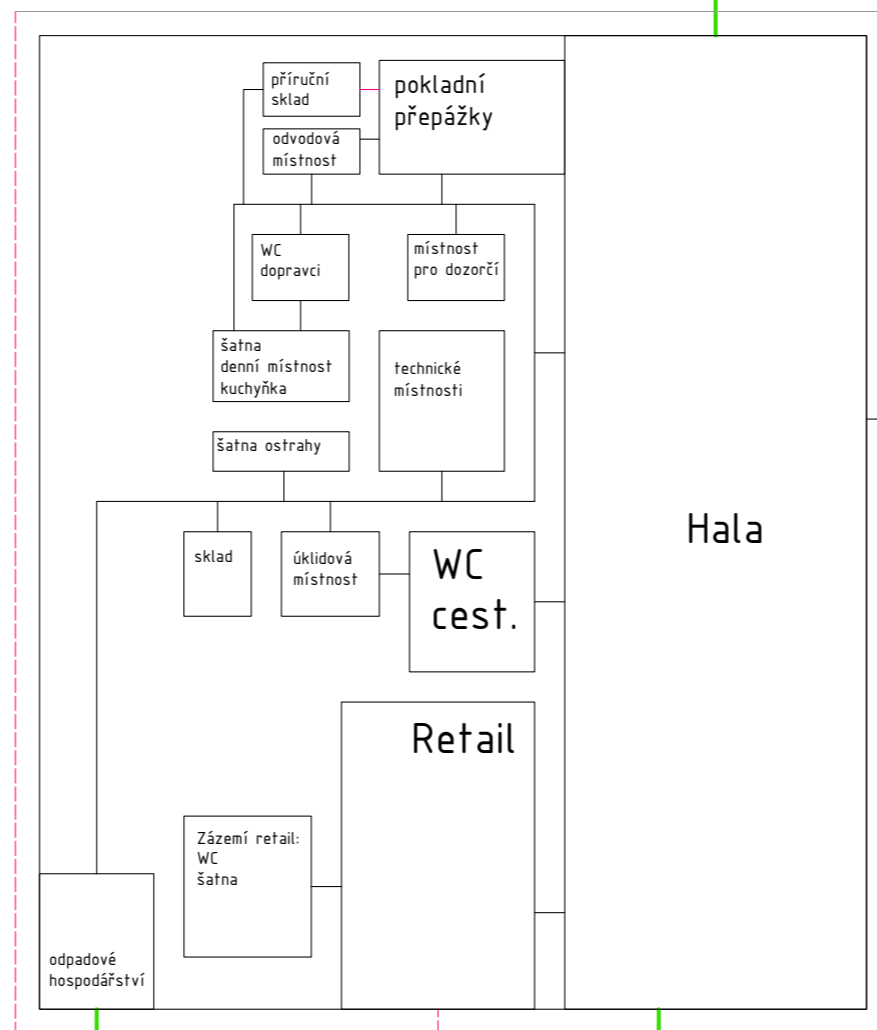 příruční
sklad
pokladní
přepážky
odvodová
místnost
WC
dopravci
místnost
pro dozorčí
šatna
denní místnost
kuchyňka
technické
místnosti
šatna ostrahy
Hala
sklad
úklidová
místnost
WC
cest.
Retail
Zázemí retail:
WC
šatna
odpadové
hospodářství